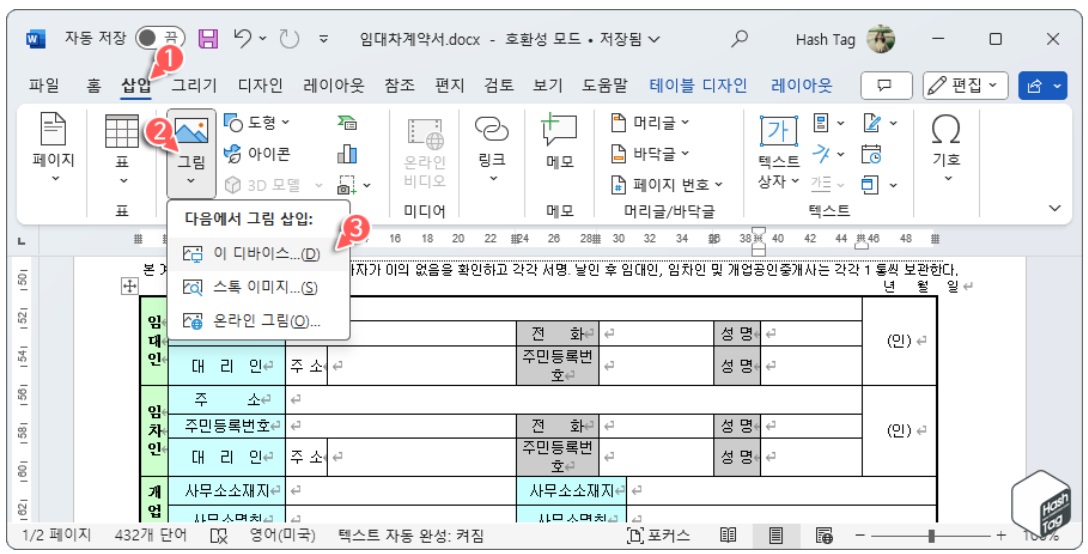 자동 저장 끔 임대차계약서.docx - 호환성 모드 • 저장됨 Hash Tag
1
파일 홈 삽입 그리기 디자인 레이아웃 참조 편지 검토 보기 도움말 테이블 디자인 레이아웃 편집
2
페이지 표 그림 도형 아이콘 3D 모델 온라인 비디오 링크 메모 머리글 바닥글 페이지 번호 텍스트 상자 가 기호
표 미디어 메모 머리글/바닥글 텍스트
다음에서 그림 삽입:
3
이 디바이스...(D)
스톡 이미지...(S)
온라인 그림(O)...
16 18 20 22 24 26 28 30 32 34 38 40 42 44 46 48
자가 이의 없음을 확인하고 각각 서명. 날인 후 임대인, 임차인 및 개업공인중개사는 각각 1 통씩 보관한다.
년 월 일
임대인
전 화 성 명 (인)
대 리 인 주 소 주민등록번호 성 명
임차인
주 소
주민등록번호 전 화 성 명 (인)
대 리 인 주 소 주민등록번호 성 명
개업
사무소소재지 사무소소재지
사무소명칭 사무소명칭
50 52 54 56 58 60 62
Hash Tag
1/2 페이지 432개 단어 영어(미국) 텍스트 자동 완성: 켜짐 포커스 100%